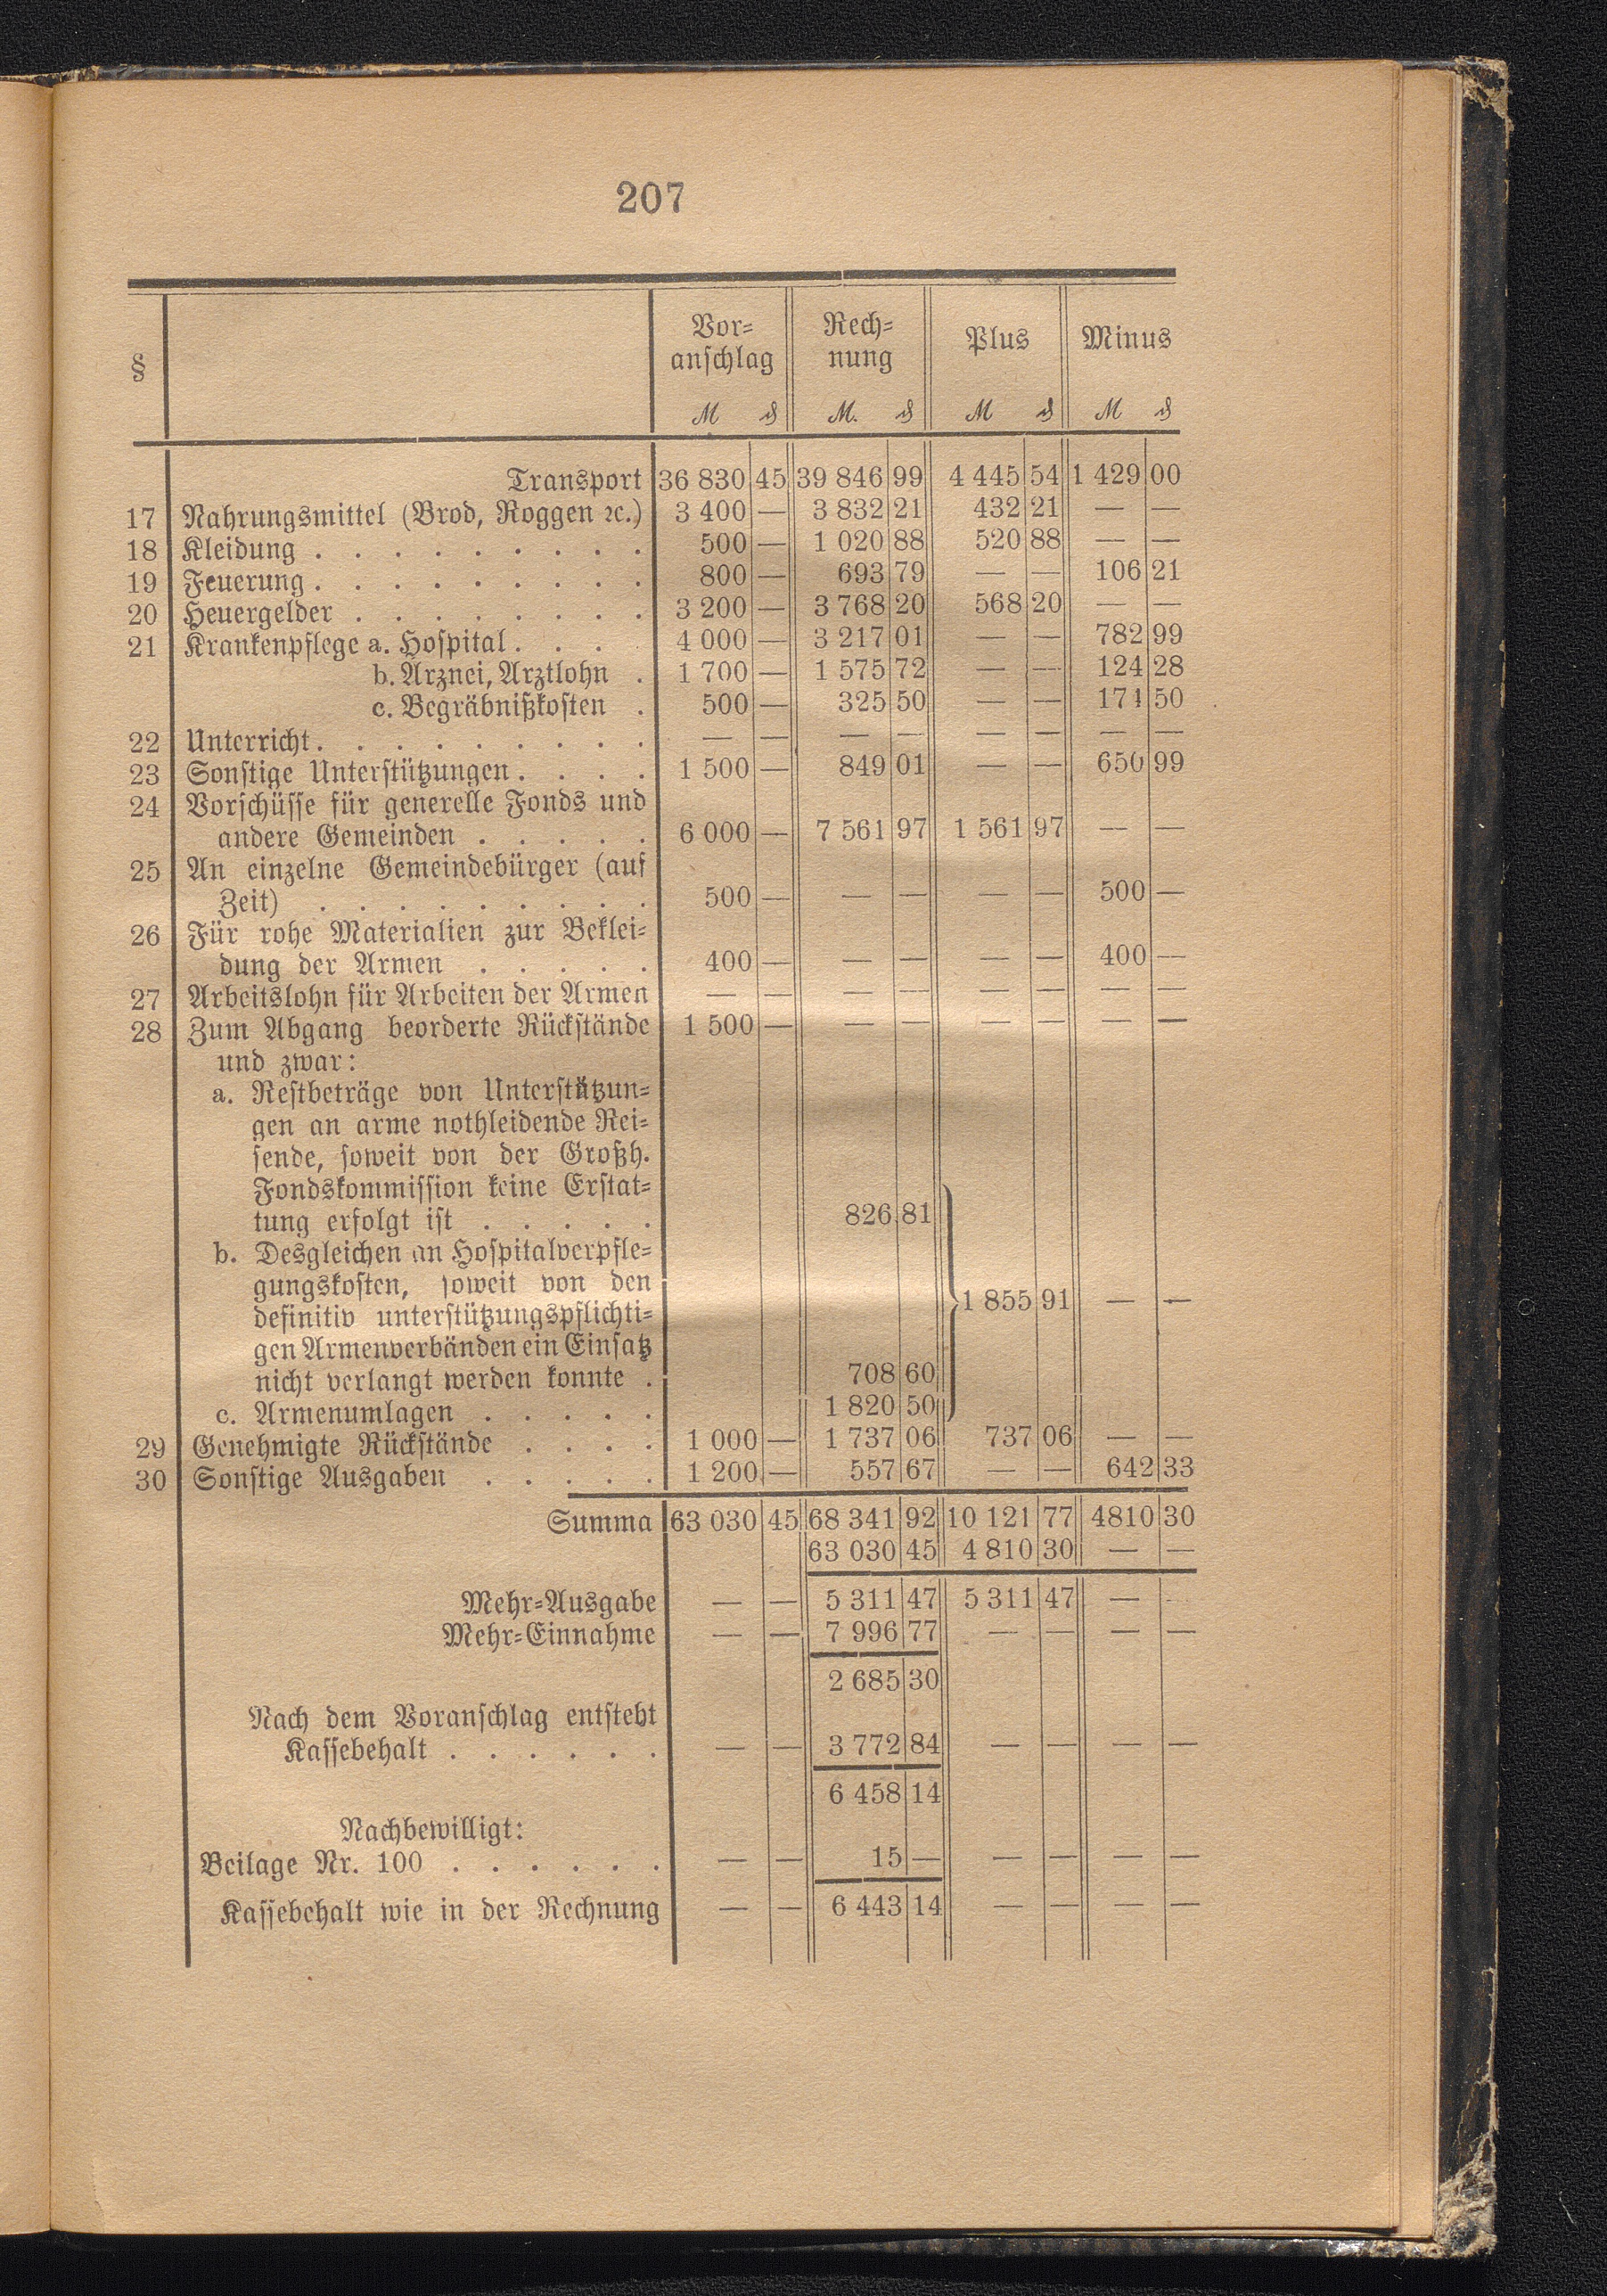 207
§ Vor- Rech- Plus Minus
anschlag nung
M ₰ M. ₰ M ₰ M ₰
Transport 36 830 45 39 846 99 4 445 54 1 429 00
17 Nahrungsmittel (Brod, Roggen ꝛc.) 3 400 — 3 832 21 432 21 — —
18 Kleidung . . . . . . . . . 500 — 1 020 88 520 88 — —
19 Feuerung . . . . . . . . . 800 — 693 79 — — 106 21
20 Heuergelder . . . . . . . . 3 200 — 3 768 20 568 20 — —
21 Krankenpflege a. Hospital . . . 4 000 — 3 217 01 — — 782 99
b. Arznei, Arztlohn . 1 700 — 1 575 72 — — 124 28
c. Begräbnißkosten . 500 — 325 50 — — 174 50
22 Unterricht . . . . . . . . . — — — — — — — —
23 Sonstige Unterstützungen . . . . 1 500 — 849 01 — — 650 99
24 Vorschüsse für generelle Fonds und
andere Gemeinden . . . . . 6 000 — 7 561 97 1 561 97 — —
25 An einzelne Gemeindebürger (auf
Zeit) . . . . . . . . . 500 — — — — — 500 —
26 Für rohe Materialien zur Beklei-
dung der Armen . . . . . 400 — — — — — 400 —
27 Arbeitslohn für Arbeiten der Armen — — — — — — — —
28 Zum Abgang beorderte Rückstände 1 500 — — — — — — —
und zwar:
a. Restbeträge von Unterstützun-
gen an arme nothleidende Rei-
sende, soweit von der Großh.
Fondskommission keine Erstat-
tung erfolgt ist . . . . . 826 81
b. Desgleichen an Hospitalverpfle-
gungskosten, soweit von den
definitiv unterstützungspflichti- 1 855 91 — —
gen Armenverbänden ein Einsatz
nicht verlangt werden konnte . 708 60
c. Armenumlagen . . . . . 1 820 50
29 Genehmigte Rückstände . . . . 1 000 — 1 737 06 737 06 — —
30 Sonstige Ausgaben . . . . . 1 200 — 557 67 — — 642 33
Summa 63 030 45 68 341 92 10 121 77 4810 30
63 030 45 4 810 30 — —
Mehr-Ausgabe — — 5 311 47 5 311 47 — —
Mehr-Einnahme — — 7 996 77 — — — —
2 685 30
Nach dem Voranschlag entsteht
Kassebehalt . . . . . . — — 3 772 84 — — — —
6 458 14
Nachbewilligt:
Beilage Nr. 100 . . . . . . — — 15 — — — — —
Kassebehalt wie in der Rechnung — — 6 443 14 — — — —